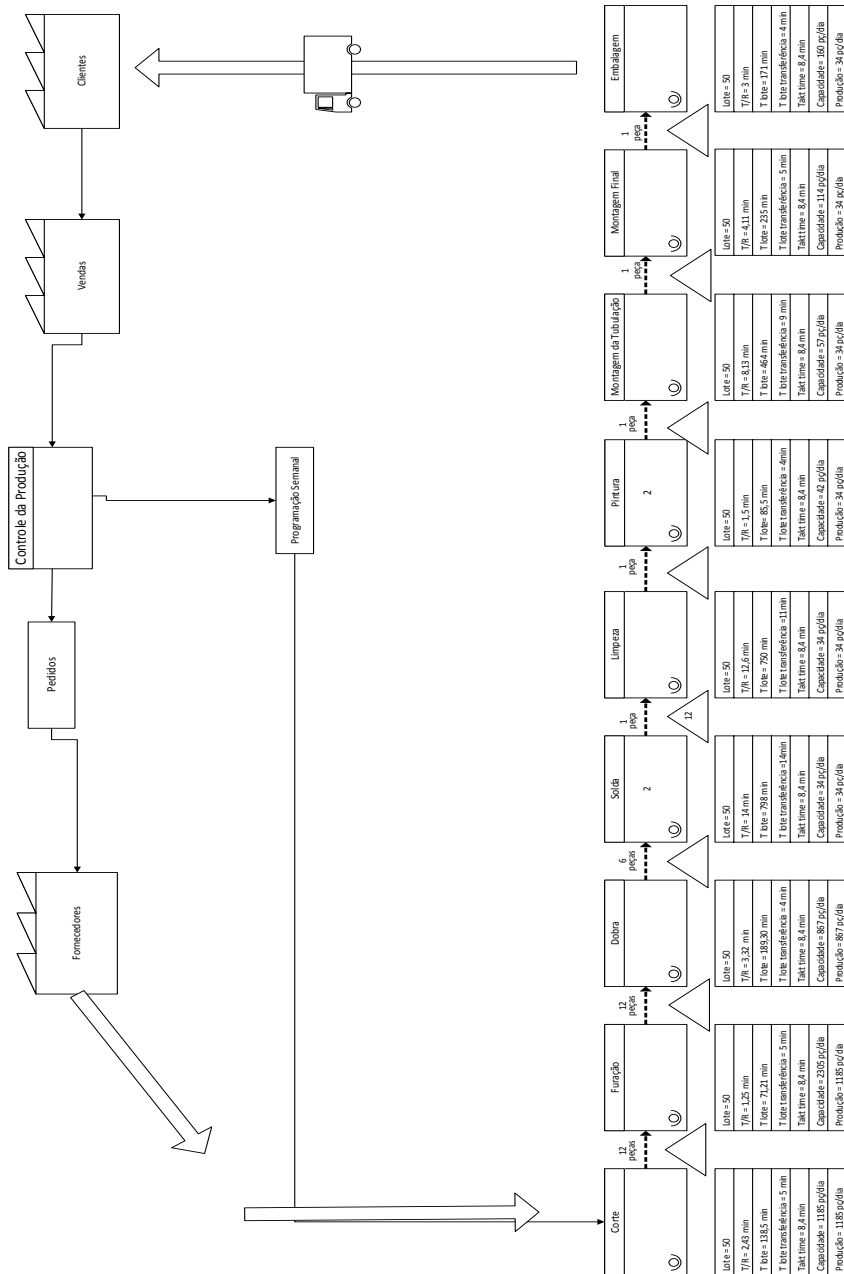 Fornecedores
Pedidos
Controle da Produção
Vendas
Clientes
Programação Semanal
Corte
12
peças
Furação
12
peças
Dobra
6
peças
Solda
2
1
peça
12
Limpeza
1
peça
Pintura
2
1
peça
Montagem da Tubulação
1
peça
Montagem Final
1
peça
Embalagem
Lote = 50
T/R = 2,43 min
T lote = 138,5 min
T lote transferência = 5 min
Takt time = 8,4 min
Capacidade = 1185 pç/dia
Produção = 1185 pç/dia
Lote = 50
T/R = 1,25 min
T lote = 71,21 min
T lote transferência = 5 min
Takt time = 8,4 min
Capacidade = 2305 pç/dia
Produção = 1185 pç/dia
Lote = 50
T/R = 3,32 min
T lote = 189,30 min
T lote transferência = 4 min
Takt time = 8,4 min
Capacidade = 867 pç/dia
Produção = 867 pç/dia
Lote = 50
T/R = 14 min
T lote = 798 min
T lote transferência =14min
Takt time = 8,4 min
Capacidade = 34 pç/dia
Produção = 34 pç/dia
Lote = 50
T/R = 12,6 min
T lote = 750 min
T lote transferência =11min
Takt time = 8,4 min
Capacidade = 34 pç/dia
Produção = 34 pç/dia
Lote = 50
T/R = 1,5 min
T lote= 85,5 min
T lote transferência = 4min
Takt time = 8,4 min
Capacidade = 42 pç/dia
Produção = 34 pç/dia
Lote = 50
T/R = 8,13 min
T lote = 464 min
T lote transferência = 9 min
Takt time = 8,4 min
Capacidade = 57 pç/dia
Produção = 34 pç/dia
Lote = 50
T/R = 4,11 min
T lote = 235 min
T lote transferência = 5 min
Takt time = 8,4 min
Capacidade = 114 pç/dia
Produção = 34 pç/dia
Lote = 50
T/R = 3 min
T lote = 171 min
T lote transferência = 4 min
Takt time = 8,4 min
Capacidade = 160 pç/dia
Produção = 34 pç/dia